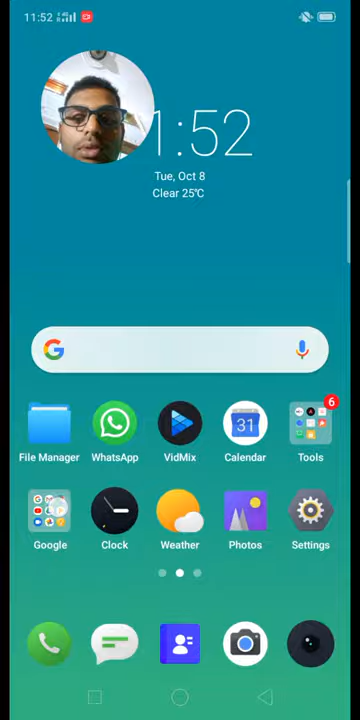 11:52
1:52
Tue, Oct 8
Clear 25℃
File Manager
WhatsApp
VidMix
31
Calendar
6
Tools
Google
Clock
Weather
Photos
Settings